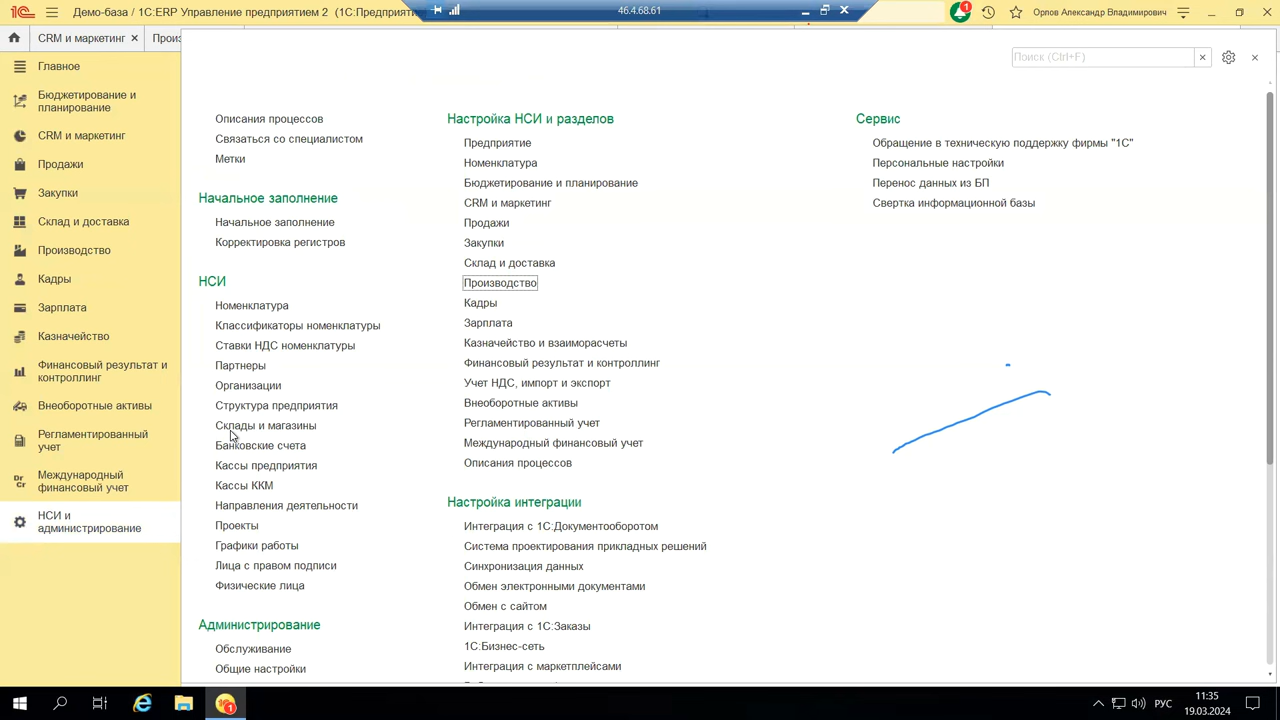 Демо-база / 1С:ERP Управление предприятием 2 (1С:Предприяти
46.4.68.61
1
Орлов Александр Владимирович
CRM и маркетинг
Прои
Главное
Бюджетирование и
планирование
CRM и маркетинг
Продажи
Закупки
Склад и доставка
Производство
Кадры
Зарплата
Казначейство
Финансовый результат и
контроллинг
Внеоборотные активы
Регламентированный
учет
Международный
финансовый учет
НСИ и
администрирование
Поиск (Ctrl+F)
Описания процессов
Связаться со специалистом
Метки
Начальное заполнение
Начальное заполнение
Корректировка регистров
НСИ
Номенклатура
Классификаторы номенклатуры
Ставки НДС номенклатуры
Партнеры
Организации
Структура предприятия
Склады и магазины
Банковские счета
Кассы предприятия
Кассы ККМ
Направления деятельности
Проекты
Графики работы
Лица с правом подписи
Физические лица
Администрирование
Обслуживание
Общие настройки
Настройка НСИ и разделов
Предприятие
Номенклатура
Бюджетирование и планирование
CRM и маркетинг
Продажи
Закупки
Склад и доставка
Производство
Кадры
Зарплата
Казначейство и взаиморасчеты
Финансовый результат и контроллинг
Учет НДС, импорт и экспорт
Внеоборотные активы
Регламентированный учет
Международный финансовый учет
Описания процессов
Настройка интеграции
Интеграция с 1С:Документооборотом
Система проектирования прикладных решений
Синхронизация данных
Обмен электронными документами
Обмен с сайтом
Интеграция с 1С:Заказы
1С:Бизнес-сеть
Интеграция с маркетплейсами
Сервис
Обращение в техническую поддержку фирмы "1С"
Персональные настройки
Перенос данных из БП
Свертка информационной базы
1
РУС
11:35
19.03.2024